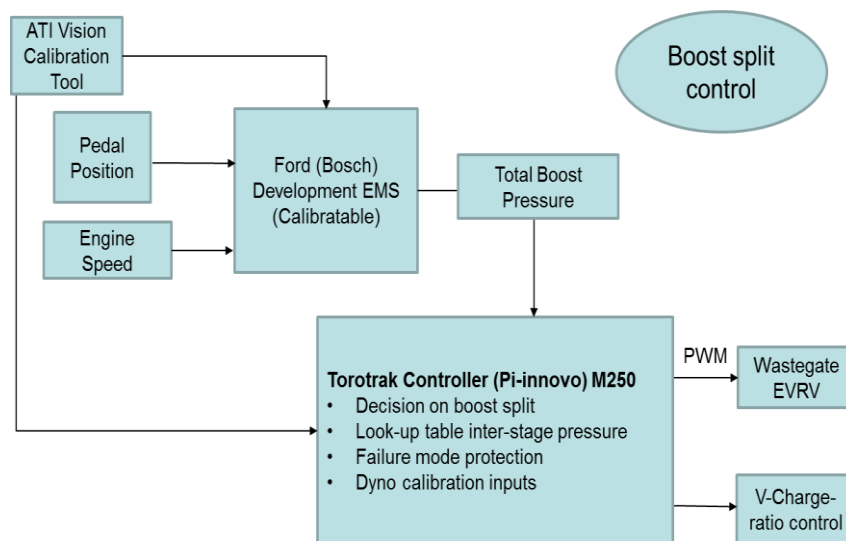 ATI Vision
Calibration
Tool
Boost split
control
Pedal
Position
Ford (Bosch)
Development EMS
(Calibratable)
Total Boost
Pressure
Engine
Speed
Torotrak Controller (Pi-innovo) M250
• Decision on boost split
• Look-up table inter-stage pressure
• Failure mode protection
• Dyno calibration inputs
PWM
Wastegate
EVRV
V-Charge-
ratio control